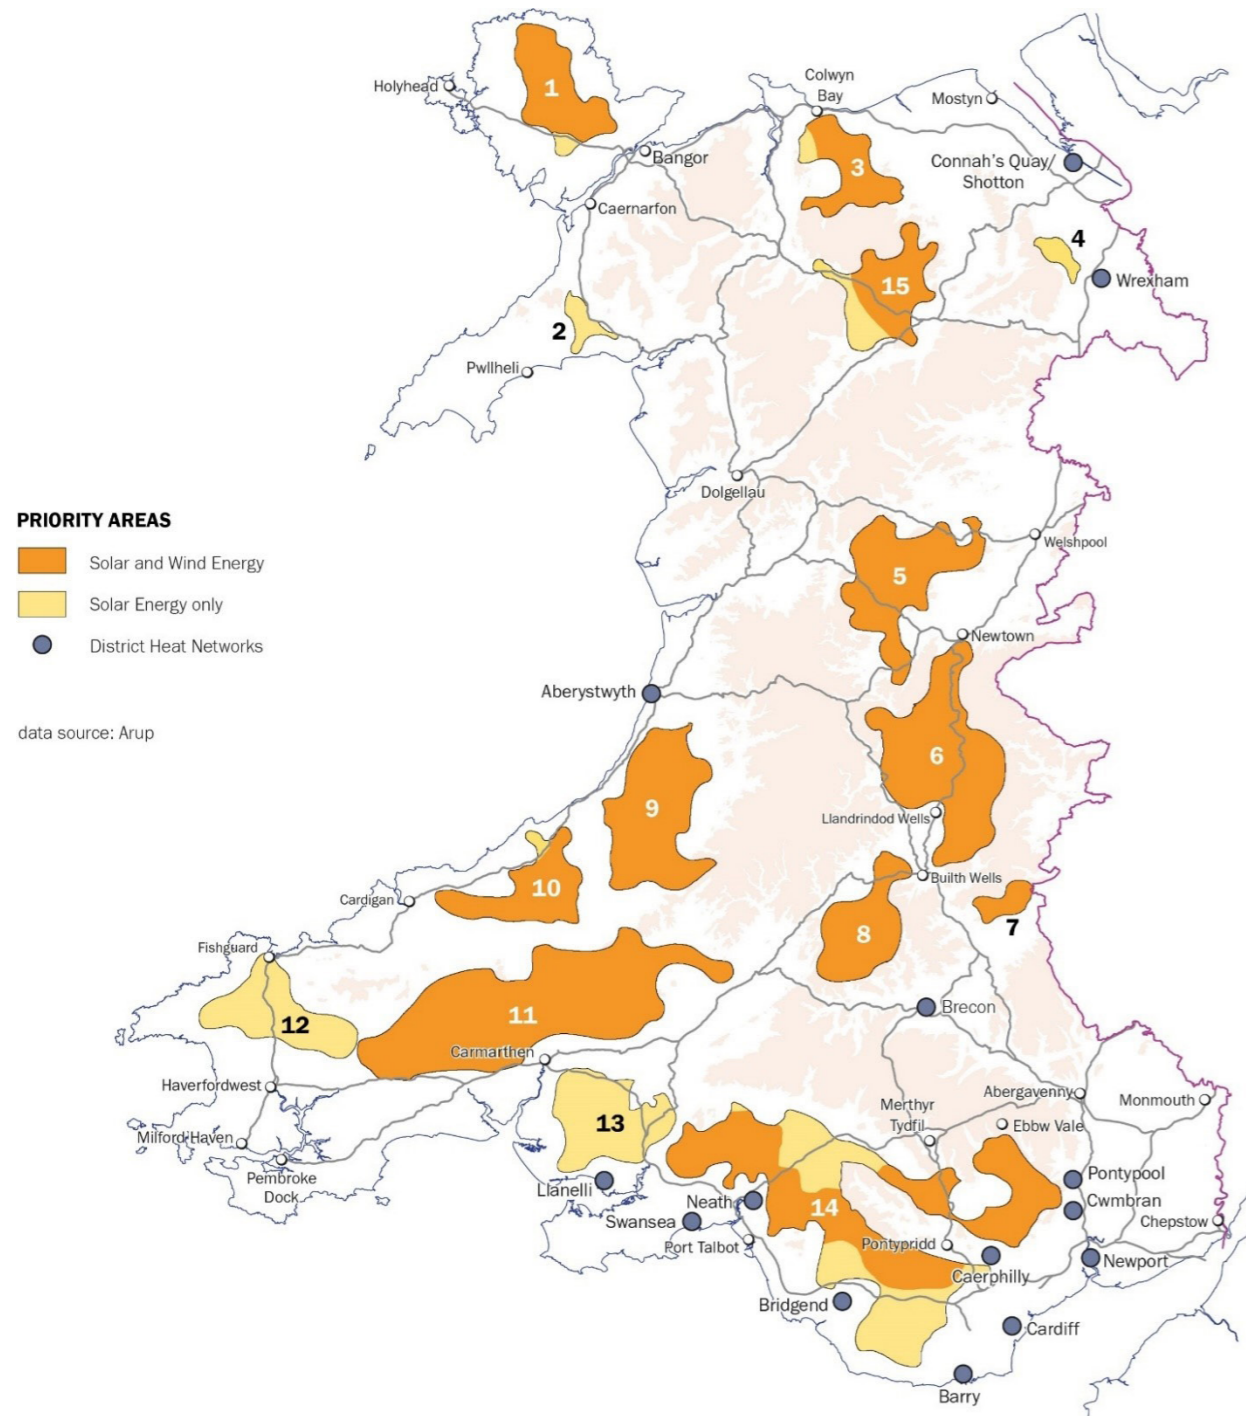 1
Holyhead
Colwyn
Bay
Mostyn
Bangor
3
Connah's Quay/
Shotton
Caernarfon
4
15
Wrexham
2
Pwllheli
Dolgellau
PRIORITY AREAS
Solar and Wind Energy
Solar Energy only
District Heat Networks
data source: Arup
Welshpool
5
Newtown
Aberystwyth
6
9
Llandrindod Wells
Builth Wells
10
Cardigan
7
8
Fishguard
11
12
Brecon
Carmarthen
Haverfordwest
Abergavenny
Monmouth
Merthyr
Tydfil
Ebbw Vale
13
Milford Haven
Pembroke
Dock
Llanelli
Pontypool
Neath
14
Cwmbran
Swansea
Chepstow
Port Talbot
Pontypridd
Caerphilly
Newport
Bridgend
Cardiff
Barry